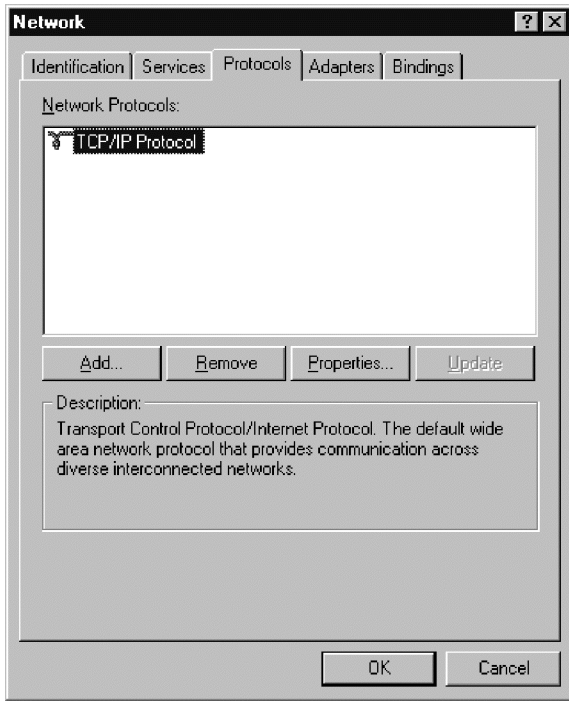 Network
Identification Services Protocols Adapters Bindings
Network Protocols:
TCP/IP Protocol
Add... Remove Properties... Update
Description:
Transport Control Protocol/Internet Protocol. The default wide
area network protocol that provides communication across
diverse interconnected networks.
OK Cancel